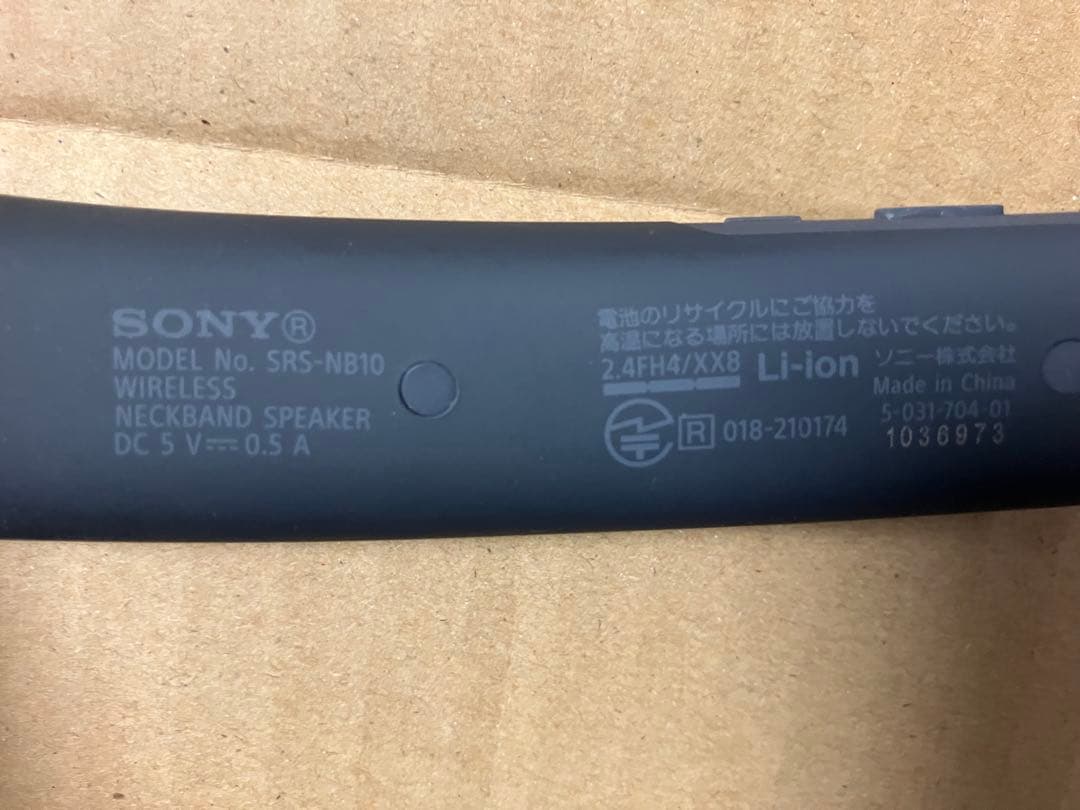 SONY®
MODEL No. SRS-NB10
WIRELESS
NECKBAND SPEAKER
DC 5 V⎓0.5 A
電池のリサイクルにご協力を
高温になる場所には放置しないでください。
2.4FH4/XX8
Li-ion
ソニー株式会社
Made in China
5-031-704-01
1036973
R 018-210174